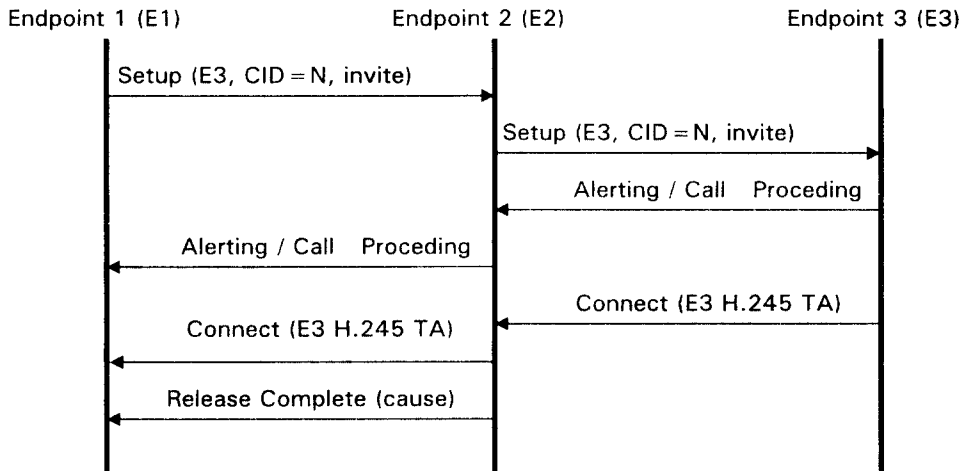 Endpoint 1 (E1) Endpoint 2 (E2) Endpoint 3 (E3)
Setup (E3, CID = N, invite)
Setup (E3, CID = N, invite)
Alerting / Call Proceding
Alerting / Call Proceding
Connect (E3 H.245 TA)
Connect (E3 H.245 TA)
Release Complete (cause)